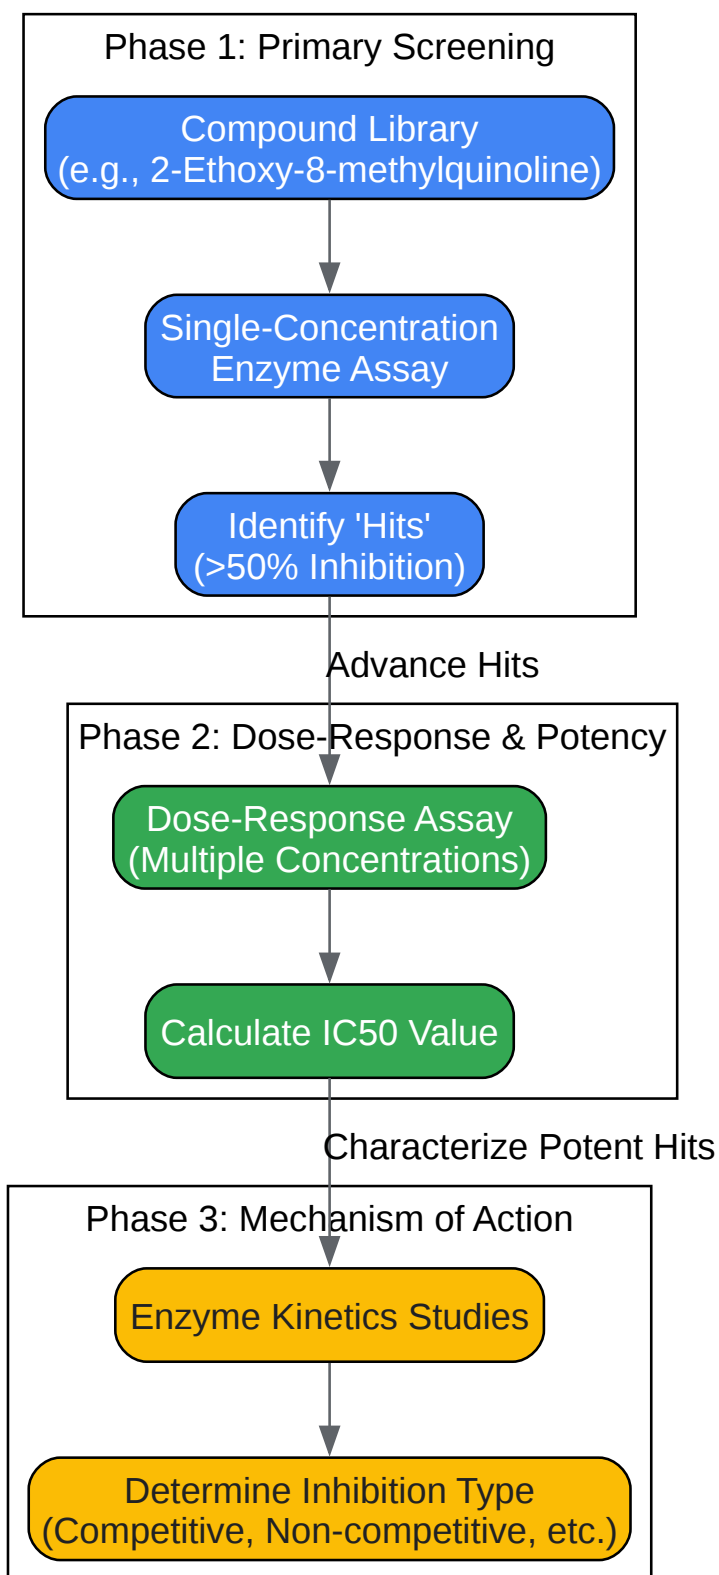 Phase 1: Primary Screening
Compound Library
(e.g., 2-Ethoxy-8-methylquinoline)
Single-Concentration
Enzyme Assay
Identify 'Hits'
(>50% Inhibition)
Advance Hits
Phase 2: Dose-Response & Potency
Dose-Response Assay
(Multiple Concentrations)
Calculate IC50 Value
Characterize Potent Hits
Phase 3: Mechanism of Action
Enzyme Kinetics Studies
Determine Inhibition Type
(Competitive, Non-competitive, etc.)